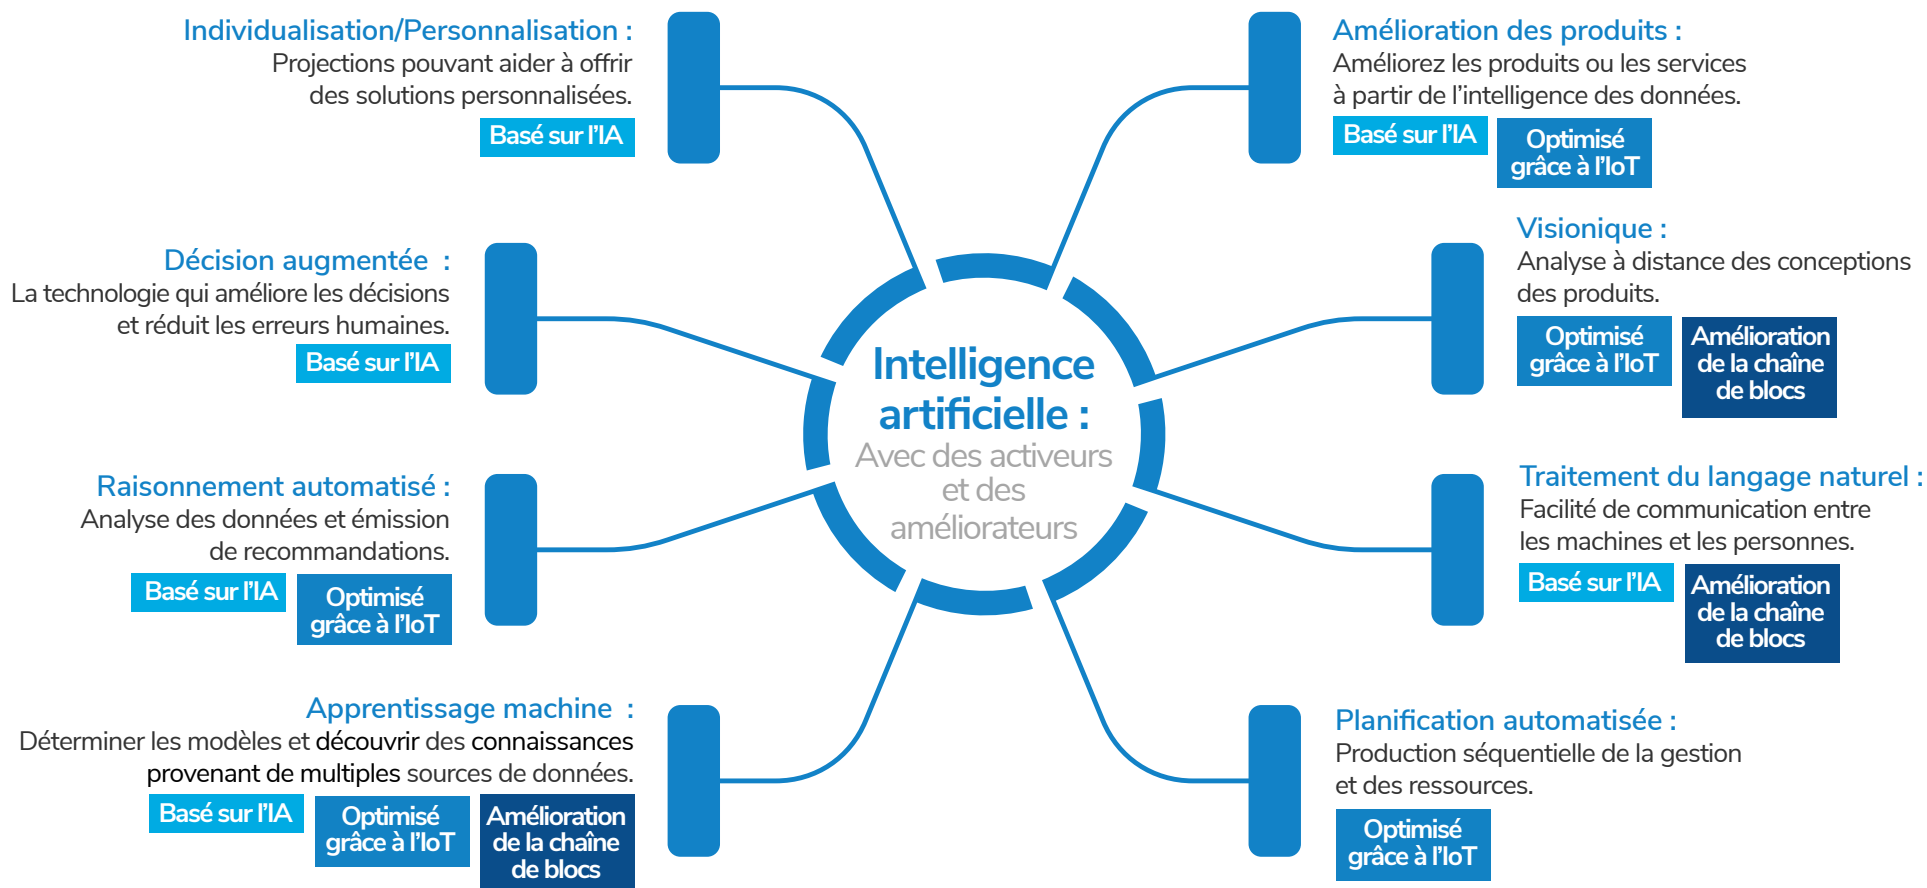 Individualisation/Personnalisation :
Projections pouvant aider à offrir
des solutions personnalisées.
Basé sur l’IA
Décision augmentée :
La technologie qui améliore les décisions
et réduit les erreurs humaines.
Basé sur l’IA
Raisonnement automatisé :
Analyse des données et émission
de recommandations.
Basé sur l’IA
Optimisé
grâce à l’IoT
Apprentissage machine :
Déterminer les modèles et découvrir des connaissances
provenant de multiples sources de données.
Basé sur l’IA
Optimisé
grâce à l’IoT
Amélioration
de la chaîne
de blocs
Intelligence
artificielle :
Avec des activeurs
et des
améliorateurs
Amélioration des produits :
Améliorez les produits ou les services
à partir de l’intelligence des données.
Basé sur l’IA
Optimisé
grâce à l’IoT
Visionique :
Analyse à distance des conceptions
des produits.
Optimisé
grâce à l’IoT
Amélioration
de la chaîne
de blocs
Traitement du langage naturel :
Facilité de communication entre
les machines et les personnes.
Basé sur l’IA
Amélioration
de la chaîne
de blocs
Planification automatisée :
Production séquentielle de la gestion
et des ressources.
Optimisé
grâce à l’IoT